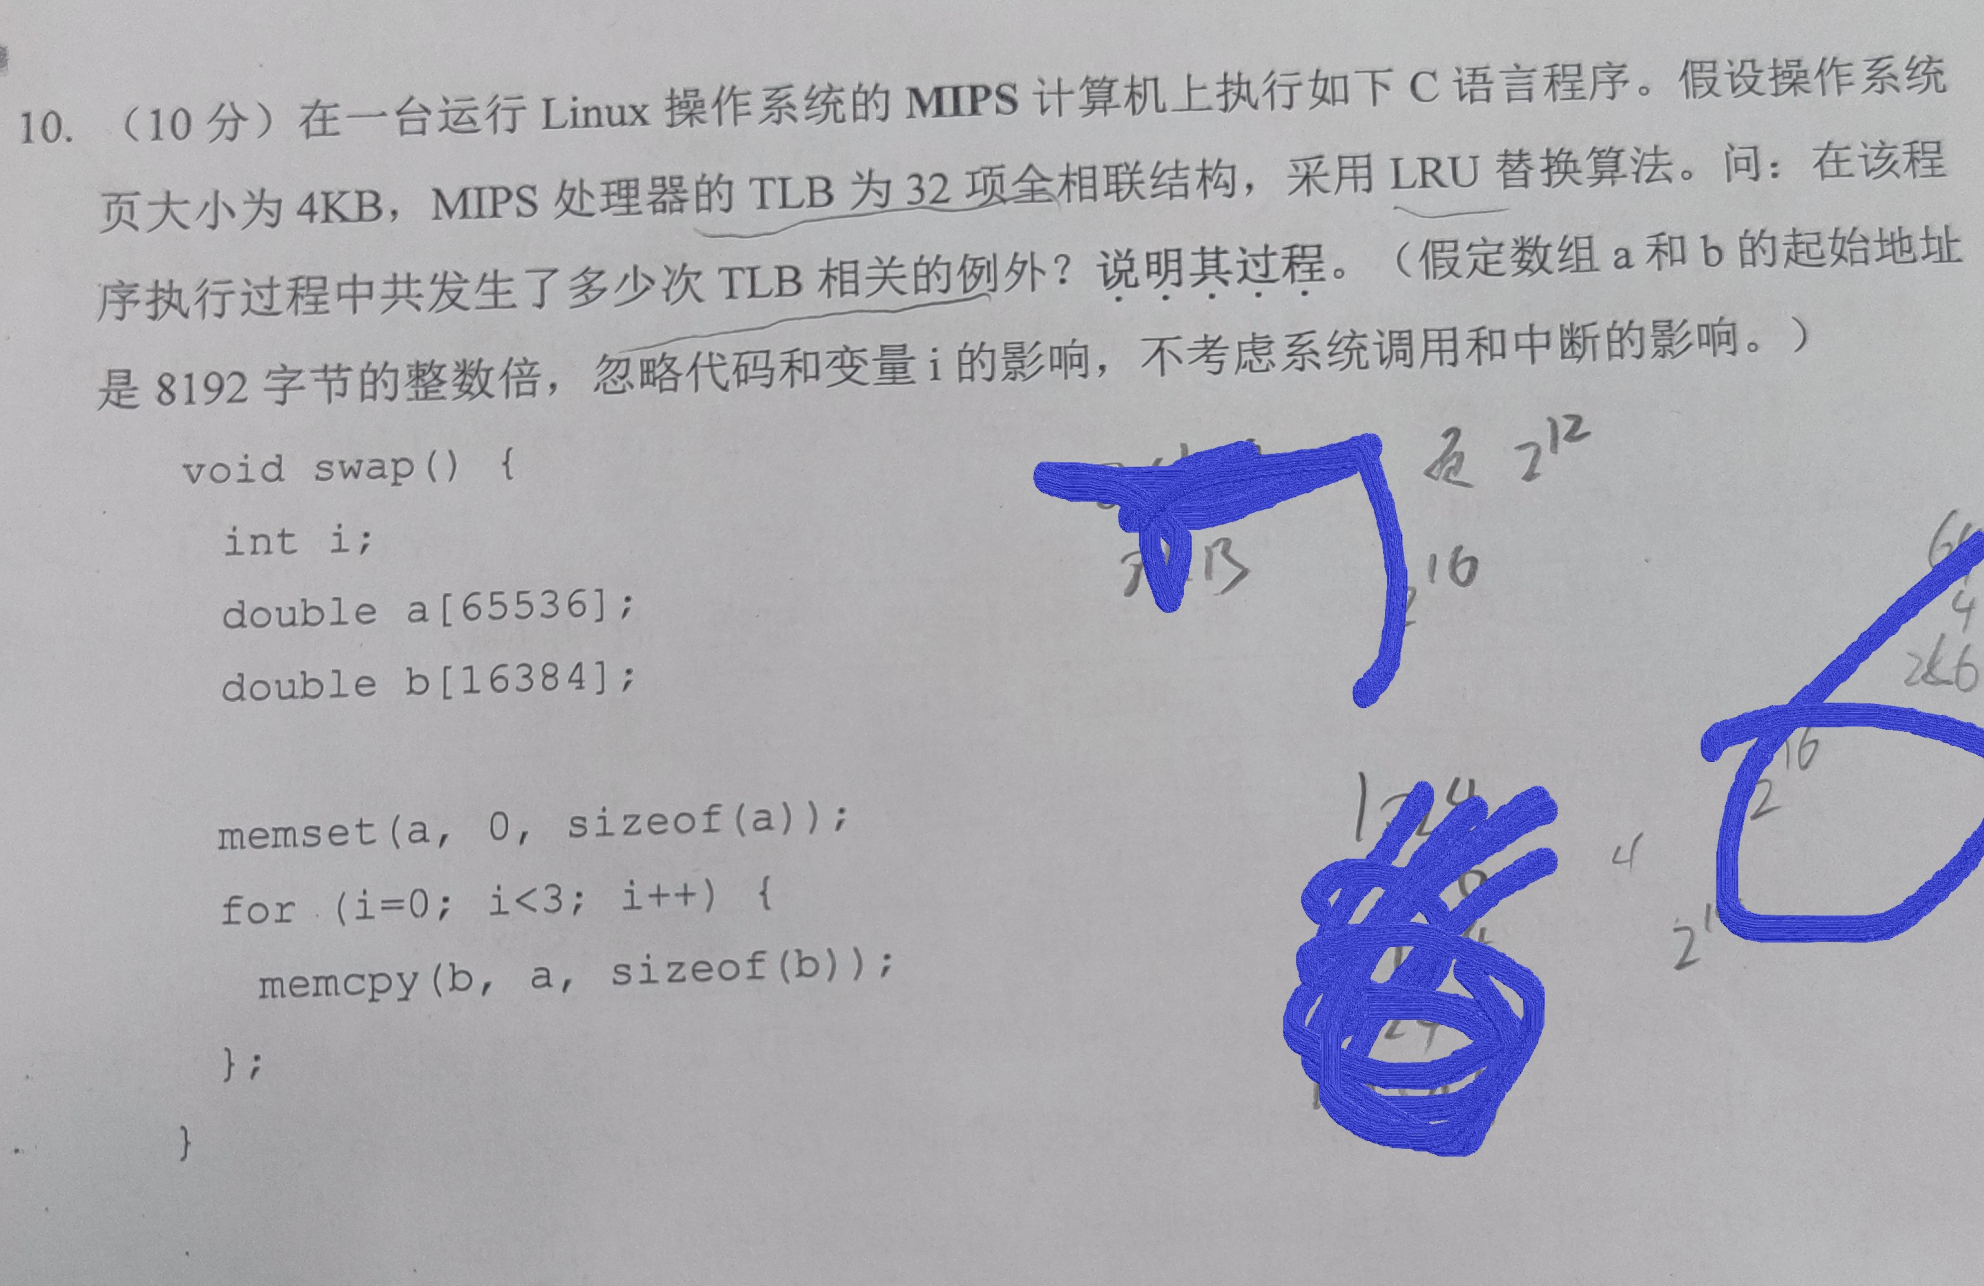 10. （10 分）在一台运行 Linux 操作系统的 MIPS 计算机上执行如下 C 语言程序。假设操作系统
页大小为 4KB，MIPS 处理器的 TLB 为 32 项全相联结构，采用 LRU 替换算法。问：在该程
序执行过程中共发生了多少次 TLB 相关的例外？说明其过程。（假定数组 a 和 b 的起始地址
是 8192 字节的整数倍，忽略代码和变量 i 的影响，不考虑系统调用和中断的影响。）
void swap() {
页 2^12
int i;
16
double a[65536];
4
double b[16384];
2^16
memset(a, 0, sizeof(a));
4
for (i=0; i<3; i++) {
memcpy(b, a, sizeof(b));
};
}